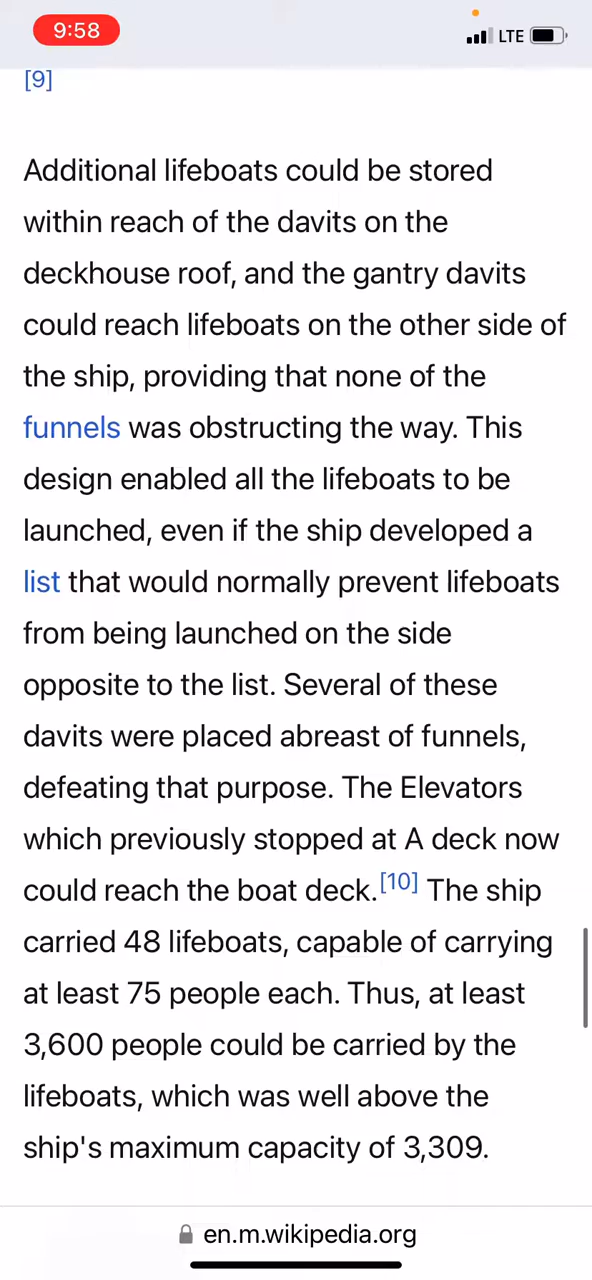 9:58
LTE
[9]
Additional lifeboats could be stored
within reach of the davits on the
deckhouse roof, and the gantry davits
could reach lifeboats on the other side of
the ship, providing that none of the
funnels was obstructing the way. This
design enabled all the lifeboats to be
launched, even if the ship developed a
list that would normally prevent lifeboats
from being launched on the side
opposite to the list. Several of these
davits were placed abreast of funnels,
defeating that purpose. The Elevators
which previously stopped at A deck now
could reach the boat deck.[10] The ship
carried 48 lifeboats, capable of carrying
at least 75 people each. Thus, at least
3,600 people could be carried by the
lifeboats, which was well above the
ship's maximum capacity of 3,309.
en.m.wikipedia.org